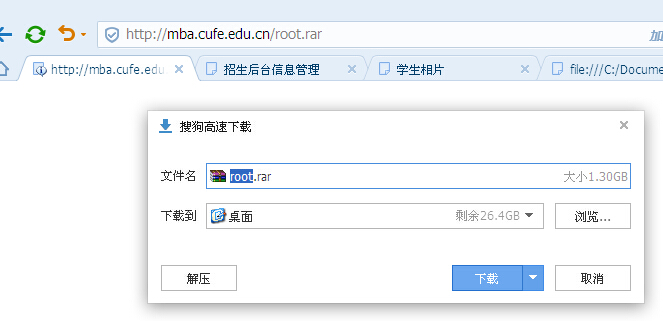 http://mba.cufe.edu.cn/root.rar
http://mba.cufe.edu 招生后台信息管理 学生相片 file:///C:/Docume
搜狗高速下载
文件名 root.rar 大小1.30GB
下载到 桌面 剩余26.4GB 浏览...
解压 下载 取消